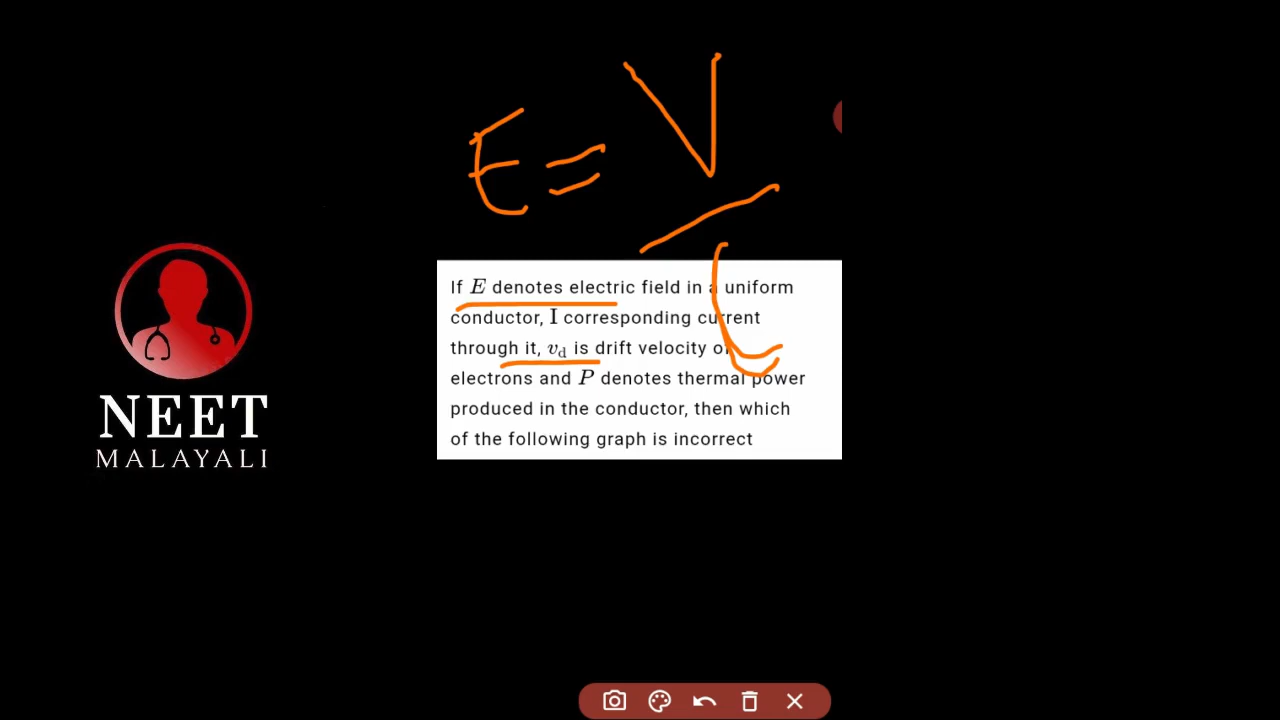 E = V
L
If E denotes electric field in a uniform
conductor, I corresponding current
through it, vd is drift velocity of
electrons and P denotes thermal power
produced in the conductor, then which
of the following graph is incorrect
NEET
MALAYALI